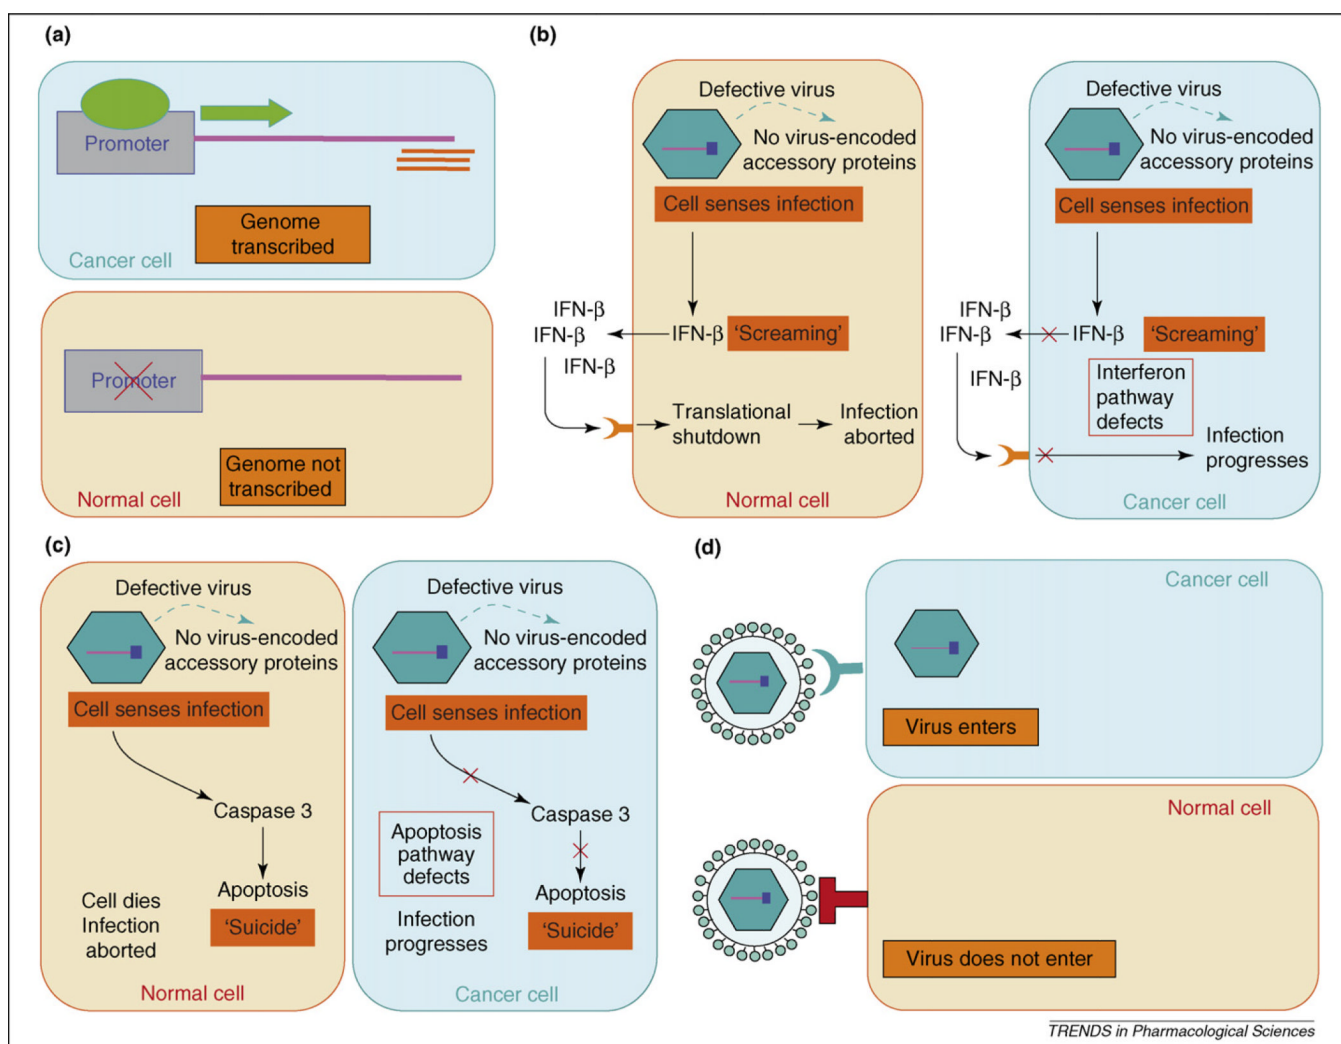 (a)
Promoter
Genome
transcribed
Cancer cell
Promoter
Genome not
transcribed
Normal cell
(b)
Defective virus
No virus-encoded
accessory proteins
Cell senses infection
IFN-β
IFN-β
IFN-β
IFN-β
'Screaming'
Translational
shutdown
Infection
aborted
Normal cell
Defective virus
No virus-encoded
accessory proteins
Cell senses infection
IFN-β
IFN-β
IFN-β
IFN-β
'Screaming'
Interferon
pathway
defects
Infection
progresses
Cancer cell
(c)
Defective virus
No virus-encoded
accessory proteins
Cell senses infection
Caspase 3
Apoptosis
'Suicide'
Cell dies
Infection
aborted
Normal cell
Defective virus
No virus-encoded
accessory proteins
Cell senses infection
Caspase 3
Apoptosis
pathway
defects
Apoptosis
'Suicide'
Infection
progresses
Cancer cell
(d)
Cancer cell
Virus enters
Normal cell
Virus does not enter
TRENDS in Pharmacological Sciences